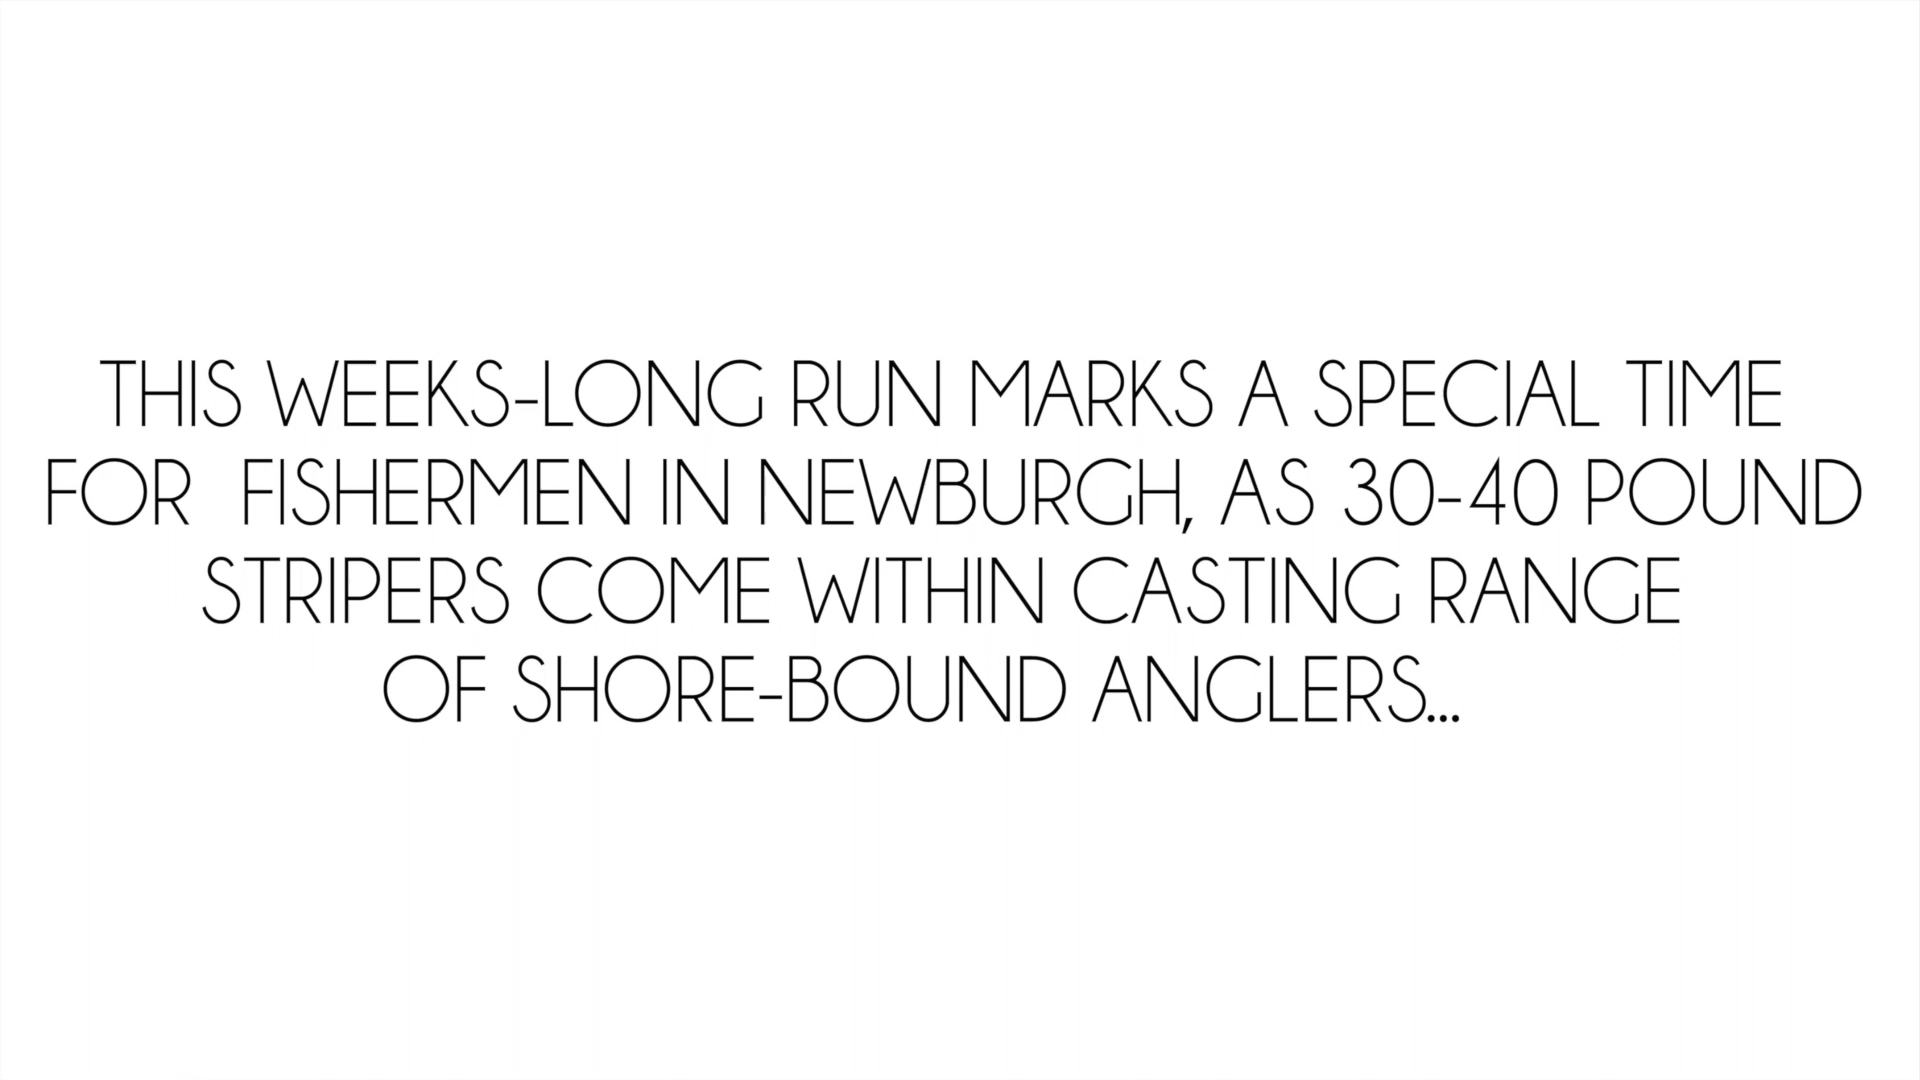 THIS WEEKS-LONG RUN MARKS A SPECIAL TIME
FOR  FISHERMEN IN NEWBURGH, AS 30-40 POUND
STRIPERS COME WITHIN CASTING RANGE
OF SHORE-BOUND ANGLERS...